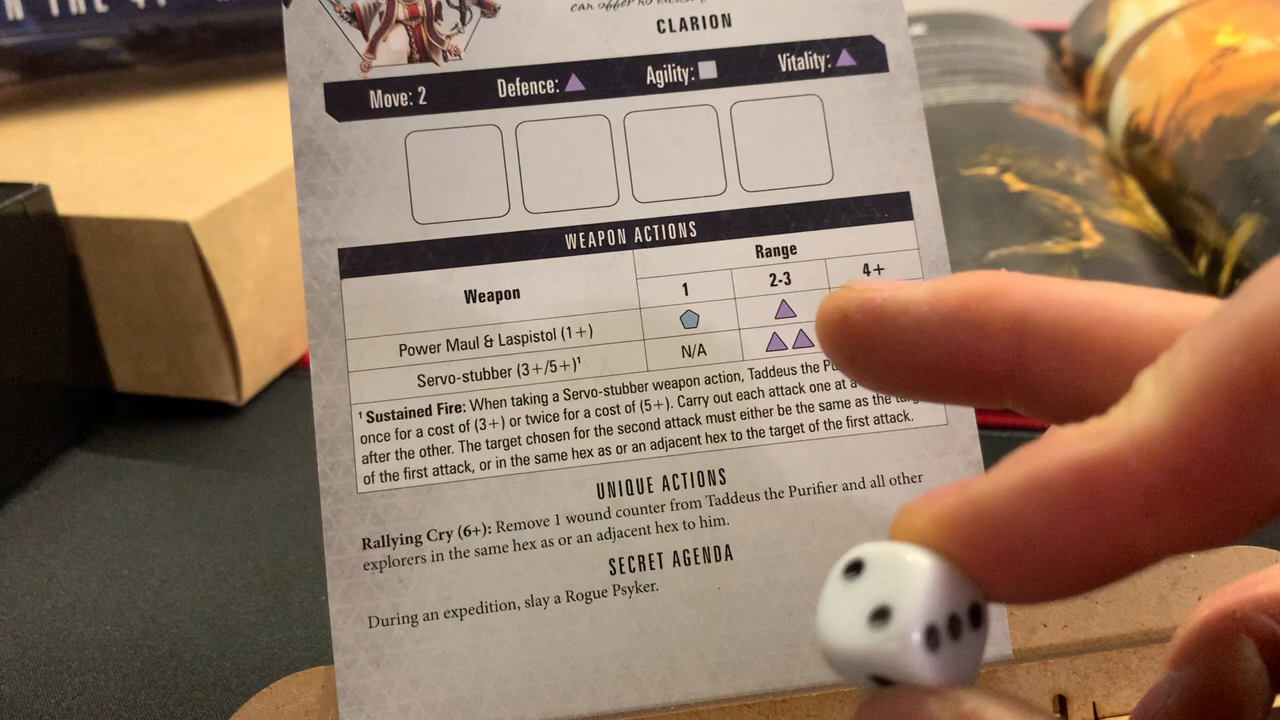 can offer no
CLARION
Move: 2 Defence: Agility: Vitality:
WEAPON ACTIONS
Weapon Range
1 2-3 4+
Power Maul & Laspistol (1+)
Servo-stubber (3+/5+)¹ N/A
¹ Sustained Fire: When taking a Servo-stubber weapon action, Taddeus the
once for a cost of (3+) or twice for a cost of (5+). Carry out each attack one at a
after the other. The target chosen for the second attack must either be the same as the
of the first attack, or in the same hex as or an adjacent hex to the target of the first attack.
UNIQUE ACTIONS
Rallying Cry (6+): Remove 1 wound counter from Taddeus the Purifier and all other
explorers in the same hex as or an adjacent hex to him.
SECRET AGENDA
During an expedition, slay a Rogue Psyker.